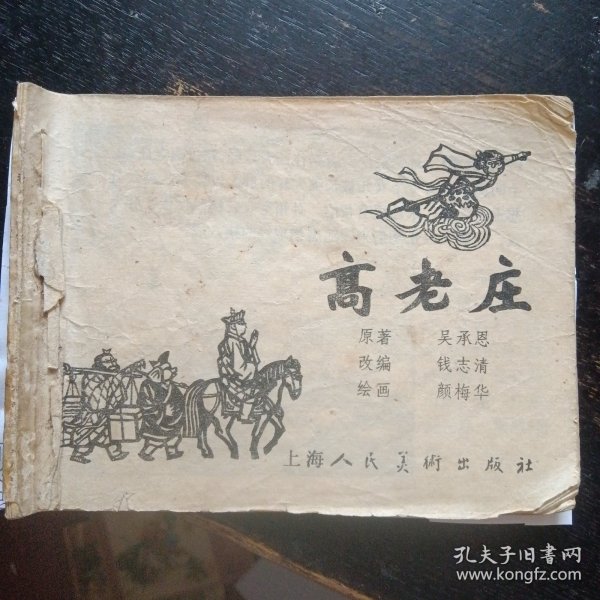 高老庄
原著 吴承恩
改编 钱志清
绘画 颜梅华
上海人民美術出版社
孔夫子旧书网
www.kongfz.com